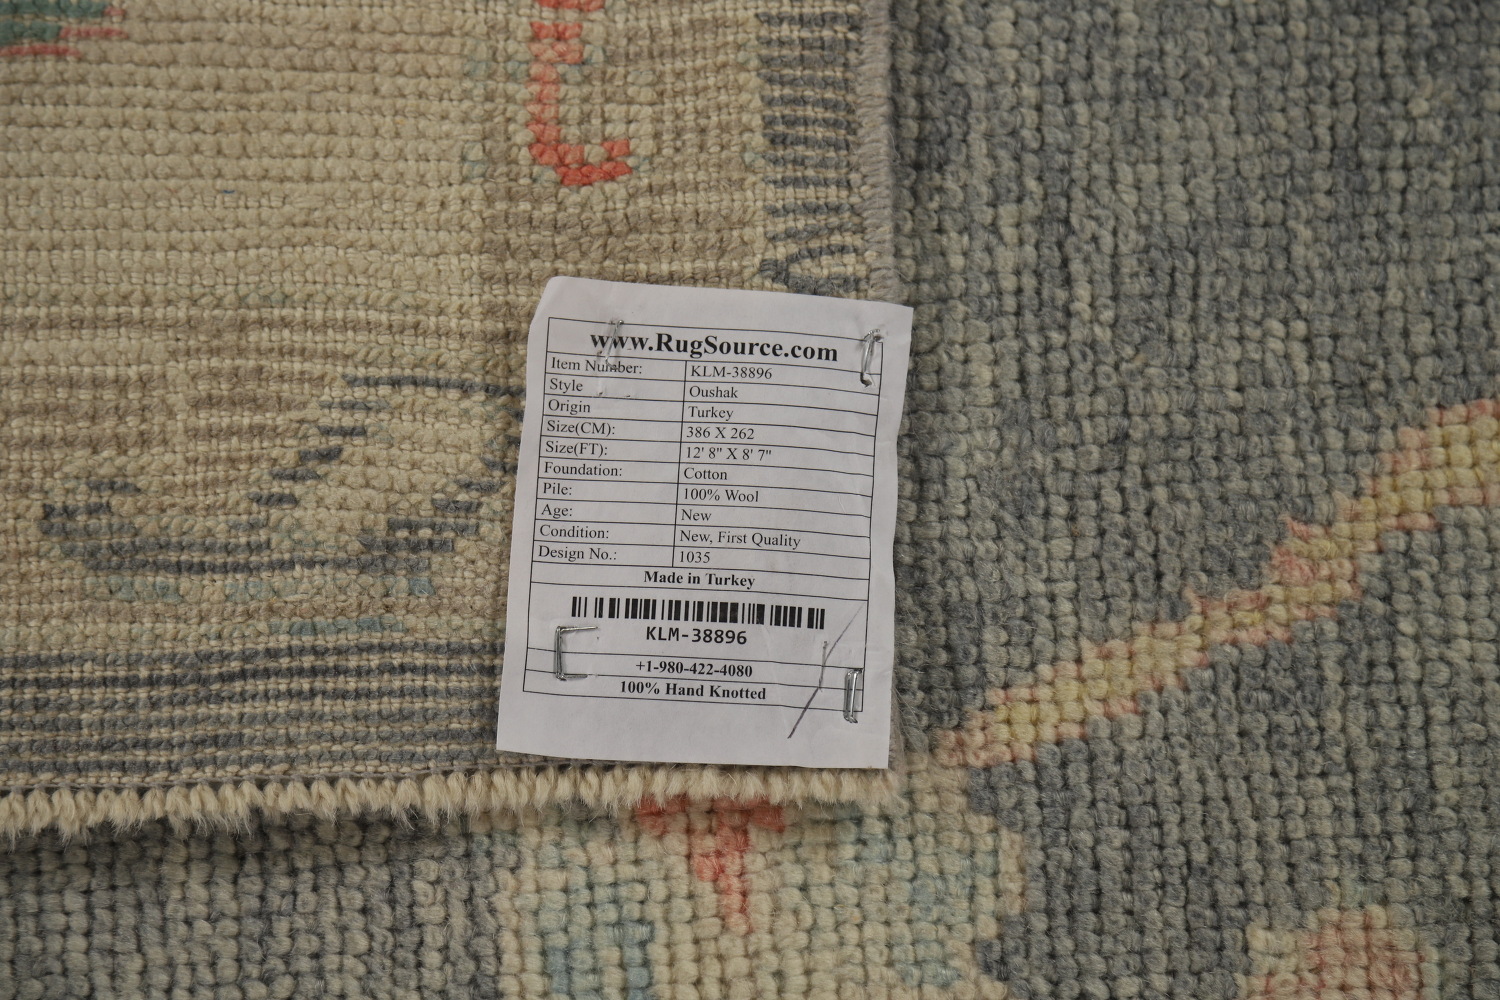 www.RugSource.com
Item Number: KLM-38896
Style Oushak
Origin Turkey
Size(CM): 386 X 262
Size(FT): 12' 8" X 8' 7"
Foundation: Cotton
Pile: 100% Wool
Age: New
Condition: New, First Quality
Design No.: 1035
Made in Turkey
KLM-38896
+1-980-422-4080
100% Hand Knotted